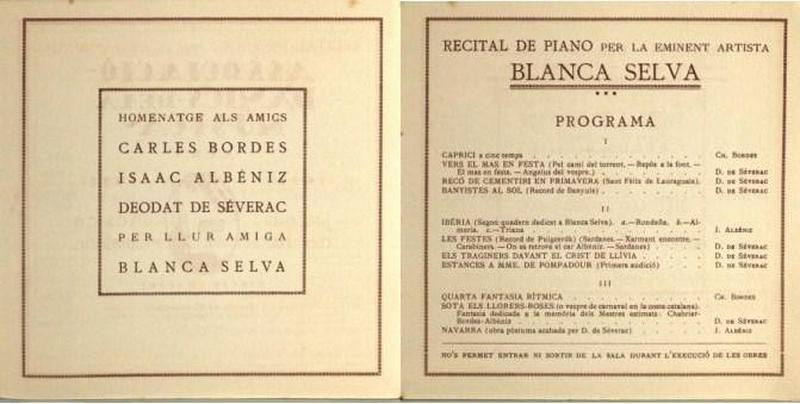 HOMENATGE ALS AMICS
CARLES BORDES
ISAAC ALBÉNIZ
DEODAT DE SÉVERAC
PER LLUR AMIGA
BLANCA SELVA
RECITAL DE PIANO PER LA EMINENT ARTISTA
BLANCA SELVA
PROGRAMA
I
CAPRICI a cinc temps . . . . . . . . . . CH. BORDES
VERS EL MAS EN FESTA (Pel camí del torrent. — Repòs a la font. —
El mas en festa. — Angelus del vespre.) . . . . . . D. DE SÉVERAC
RECÓ DE CEMENTIRI EN PRIMAVERA (Sant Félix de Lauraguais). D. DE SÉVERAC
BANYISTES AL SOL (Record de Banyuls) . . . . . . D. DE SÉVERAC
II
IBÈRIA (Segon quadern dedicat a Blanca Selva). a.—Rondeña. b.—Al-
meria. c.—Triana . . . . . . . . . . J. ALBÉNIZ
LES FESTES (Record de Puigcerdà) (Sardanes. — Xarmant encontre. —
Carabiners. — On es retrova el car Albéniz. — Sardanes) . . D. DE SÉVERAC
ELS TRAGINERS DAVANT EL CRIST DE LLÍVIA . . . . D. DE SÉVERAC
ESTANCES A MME. DE POMPADOUR (Primera audició) . . . D. DE SÉVERAC
III
QUARTA FANTASIA RÍTMICA . . . . . . . . CH. BORDES
SOTA ELS LLORERS-ROSES (o vespre de carnaval en la costa catalana).
Fantasia dedicada a la memòria dels Mestres estimats: Chabrier-
Bordes-Albéniz . . . . . . . . . . D. DE SÉVERAC
NAVARRA (obra pòstuma acabada per D. de Séverac) . . . . J. ALBÉNIZ
NO'S PERMET ENTRAR NI SORTIR DE LA SALA DURANT L'EXECUCIÓ DE LES OBRES